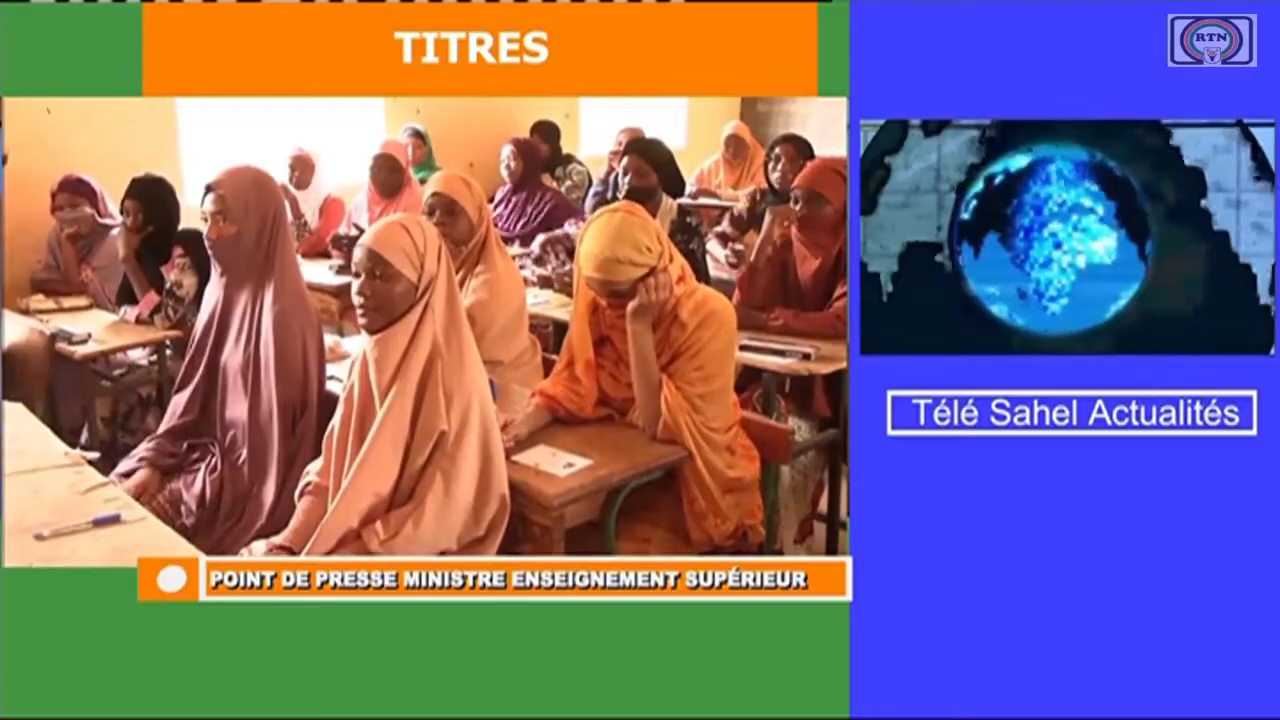 TITRES
RTN
Télé Sahel Actualités
POINT DE PRESSE MINISTRE ENSEIGNEMENT SUPÉRIEUR